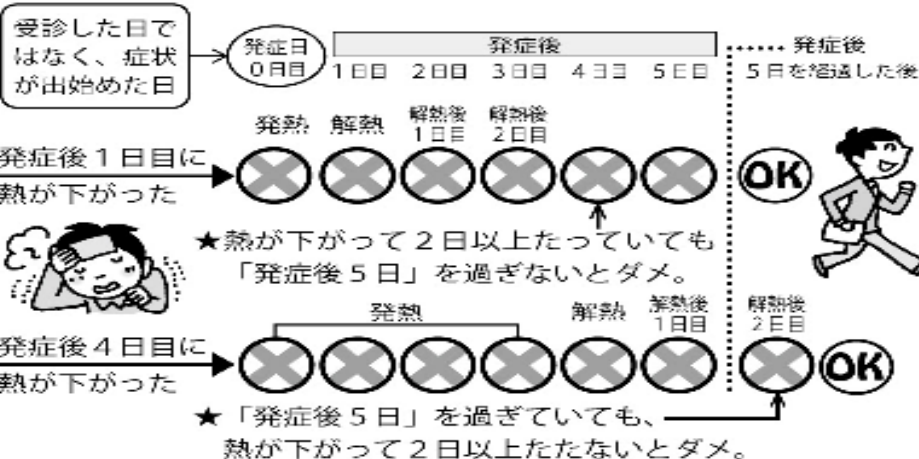 受診した日で
はなく、症状
が出始めた日
発症日
0日目
発症後
1日目 2日目 3日目 4日目 5日目
発症後
5日を経過した後
発熱 解熱 解熱後 解熱後
1日目 2日目
発症後1日目に
熱が下がった
OK
★熱が下がって2日以上たっていても
「発症後5日」を過ぎないとダメ。
発熱 解熱 解熱後 解熱後
1日目 2日目
発症後4日目に
熱が下がった
OK
★「発症後5日」を過ぎていても、
熱が下がって2日以上たたないとダメ。